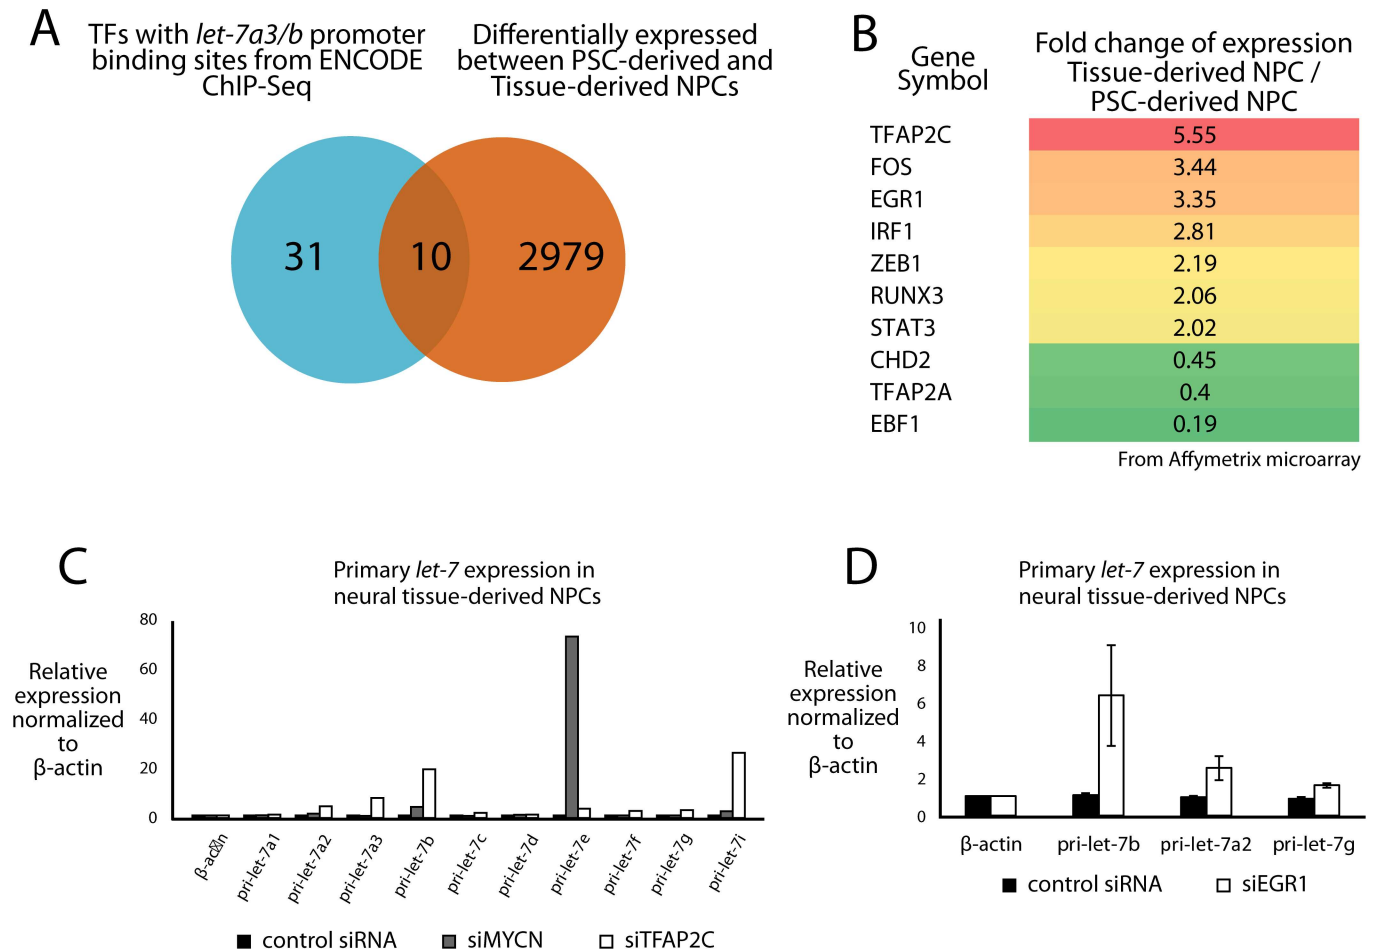 A
TFs with let-7a3/b promoter
binding sites from ENCODE
ChIP-Seq
Differentially expressed
between PSC-derived and
Tissue-derived NPCs
31
10
2979
B
Gene
Symbol
Fold change of expression
Tissue-derived NPC /
PSC-derived NPC
TFAP2C 5.55
FOS 3.44
EGR1 3.35
IRF1 2.81
ZEB1 2.19
RUNX3 2.06
STAT3 2.02
CHD2 0.45
TFAP2A 0.4
EBF1 0.19
From Affymetrix microarray
C
Primary let-7 expression in
neural tissue-derived NPCs
Relative
expression
normalized
to
β-actin
80
60
40
20
0
pri-let-7a1
pri-let-7a2
pri-let-7a3
pri-let-7b
pri-let-7c
pri-let-7d
pri-let-7e
pri-let-7f
pri-let-7g
pri-let-7i
control siRNA
siMYCN
siTFAP2C
D
Primary let-7 expression in
neural tissue-derived NPCs
Relative
expression
normalized
to
β-actin
10
8
6
4
2
0
β-actin
pri-let-7b
pri-let-7a2
pri-let-7g
control siRNA
siEGR1